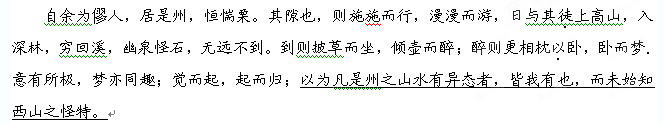 自余为僇人，居是州，恒惴栗。其隙也，则施施而行，漫漫而游，日与其徒上高山，入
深林，穷回溪，幽泉怪石，无远不到。到则披草而坐，倾壶而醉；醉则更相枕以卧，卧而梦．
意有所极，梦亦同趣；觉而起，起而归；以为凡是州之山水有异态者，皆我有也，而未始知
西山之怪特。